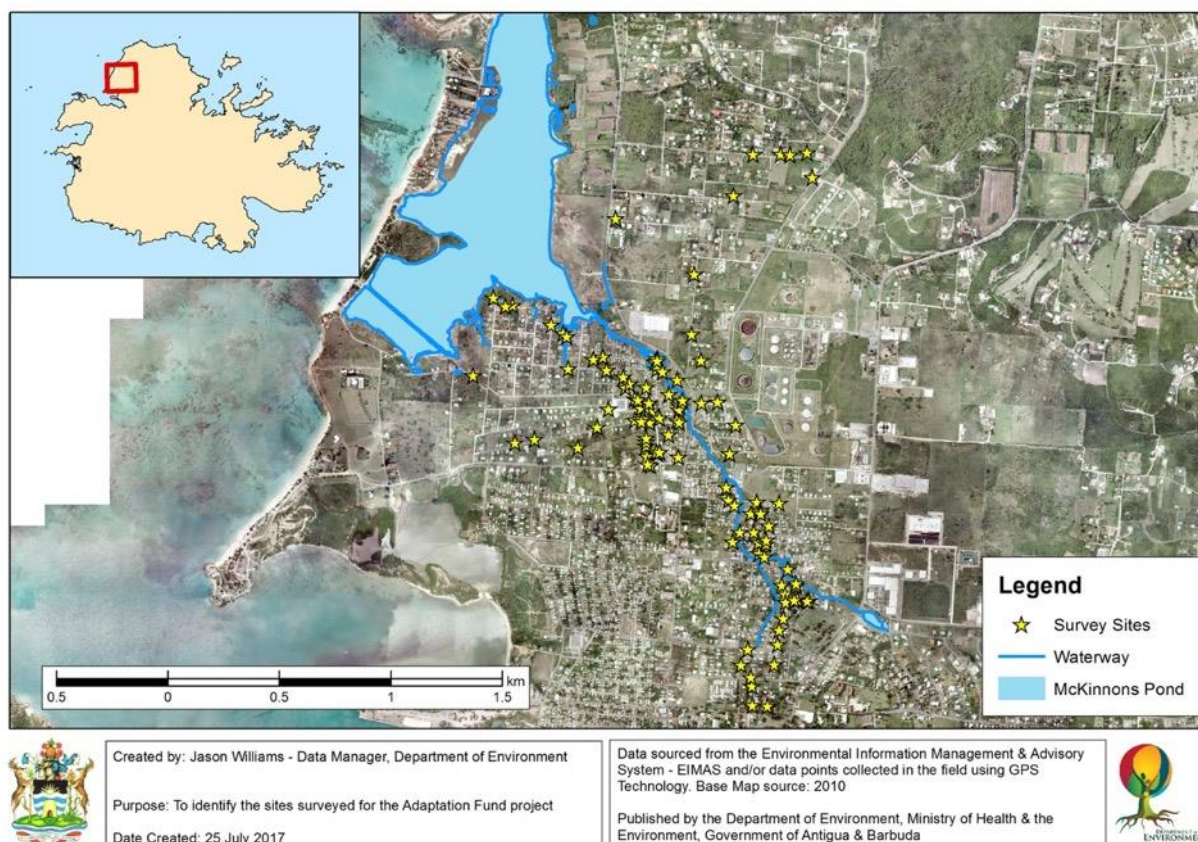 Legend
Survey Sites
Waterway
McKinnons Pond
km
0.5 0 0.5 1 1.5
Created by: Jason Williams - Data Manager, Department of Environment
Purpose: To identify the sites surveyed for the Adaptation Fund project
Date Created: 25 July 2017
Data sourced from the Environmental Information Management & Advisory
System - EIMAS and/or data points collected in the field using GPS
Technology. Base Map source: 2010
Published by the Department of Environment, Ministry of Health & the
Environment, Government of Antigua & Barbuda